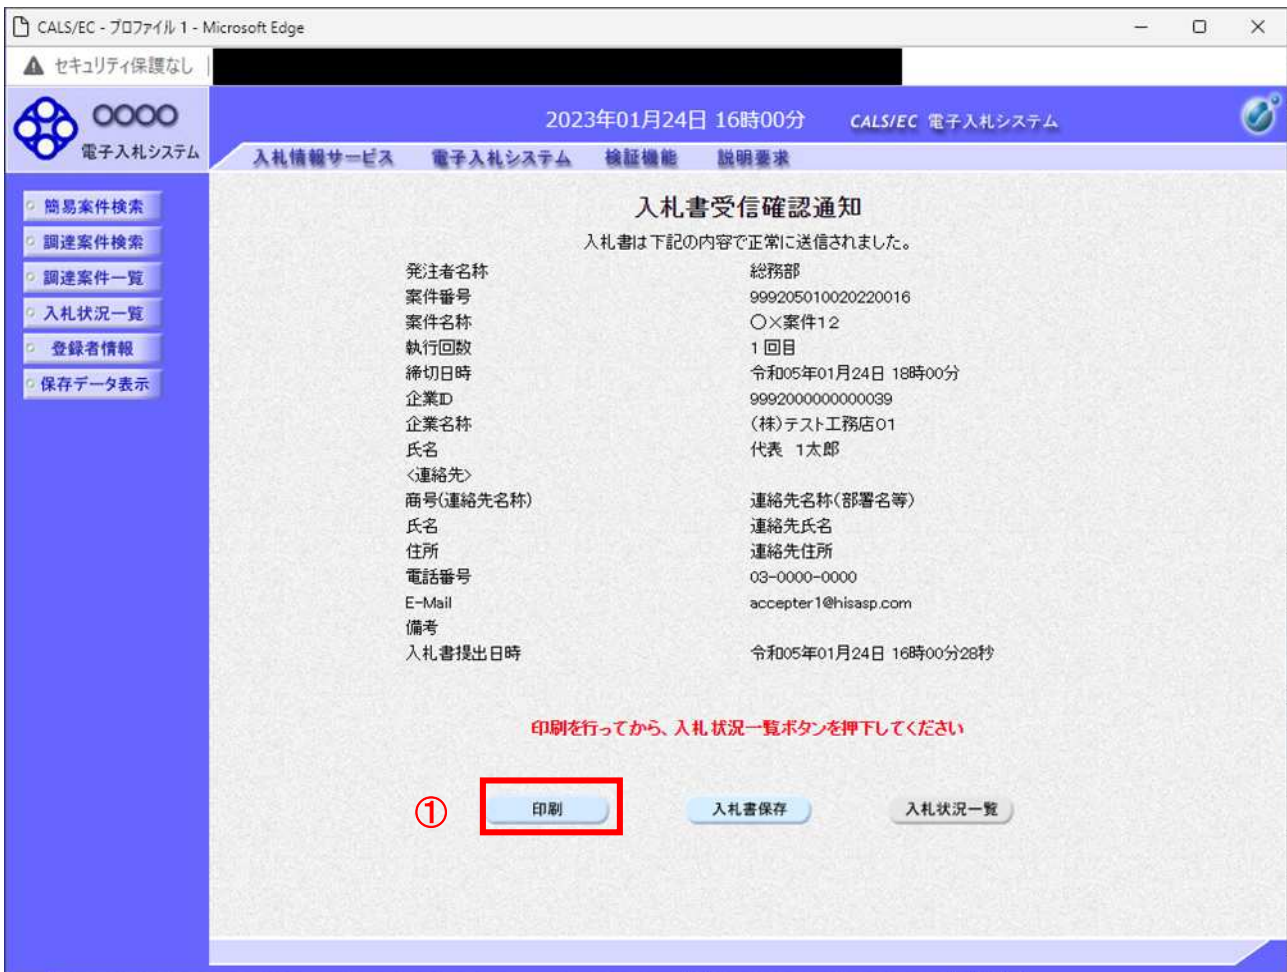 CALS/EC - プロファイル 1 - Microsoft Edge
セキュリティ保護なし
OOOO
電子入札システム
2023年01月24日 16時00分 CALS/EC 電子入札システム
入札情報サービス 電子入札システム 検証機能 説明要求
簡易案件検索
調達案件検索
調達案件一覧
入札状況一覧
登録者情報
保存データ表示
入札書受信確認通知
入札書は下記の内容で正常に送信されました。
発注者名称 総務部
案件番号 999205010020220016
案件名称 〇×案件12
執行回数 1回目
締切日時 令和05年01月24日 18時00分
企業ID 9992000000000039
企業名称 (株)テスト工務店01
氏名 代表 1太郎
<連絡先>
商号(連絡先名称) 連絡先名称(部署名等)
氏名 連絡先氏名
住所 連絡先住所
電話番号 03-0000-0000
E-Mail accepter1@hisasp.com
備考
入札書提出日時 令和05年01月24日 16時00分28秒
印刷を行ってから、入札状況一覧ボタンを押下してください
① 印刷 入札書保存 入札状況一覧